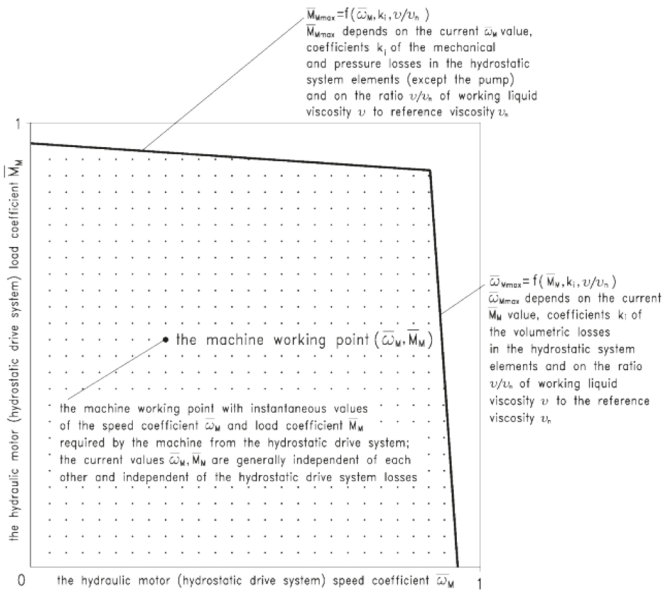 M̅Mmax=f(ω̅M,ki,υ/υn)
M̅Mmax depends on the current ω̅M value,
coefficients ki of the mechanical
and pressure losses in the hydrostatic
system elements (except the pump)
and on the ratio υ/υn of working liquid
viscosity υ to reference viscosity υn
1
the hydraulic motor (hydrostatic drive system) load coefficient M̅M
ω̅Mmax=f(M̅M,ki,υ/υn)
ω̅Mmax depends on the current
M̅M value, coefficients ki of
the volumetric losses
in the hydrostatic system
elements and on the ratio
υ/υn of working liquid
viscosity υ to the reference
viscosity υn
the machine working point (ω̅M,M̅M)
the machine working point with instantaneous values
of the speed coefficient ω̅M and load coefficient M̅M
required by the machine from the hydrostatic drive system;
the current values ω̅M,M̅M are generally independent of each
other and independent of the hydrostatic drive system losses
0
the hydraulic motor (hydrostatic drive system) speed coefficient ω̅M
1